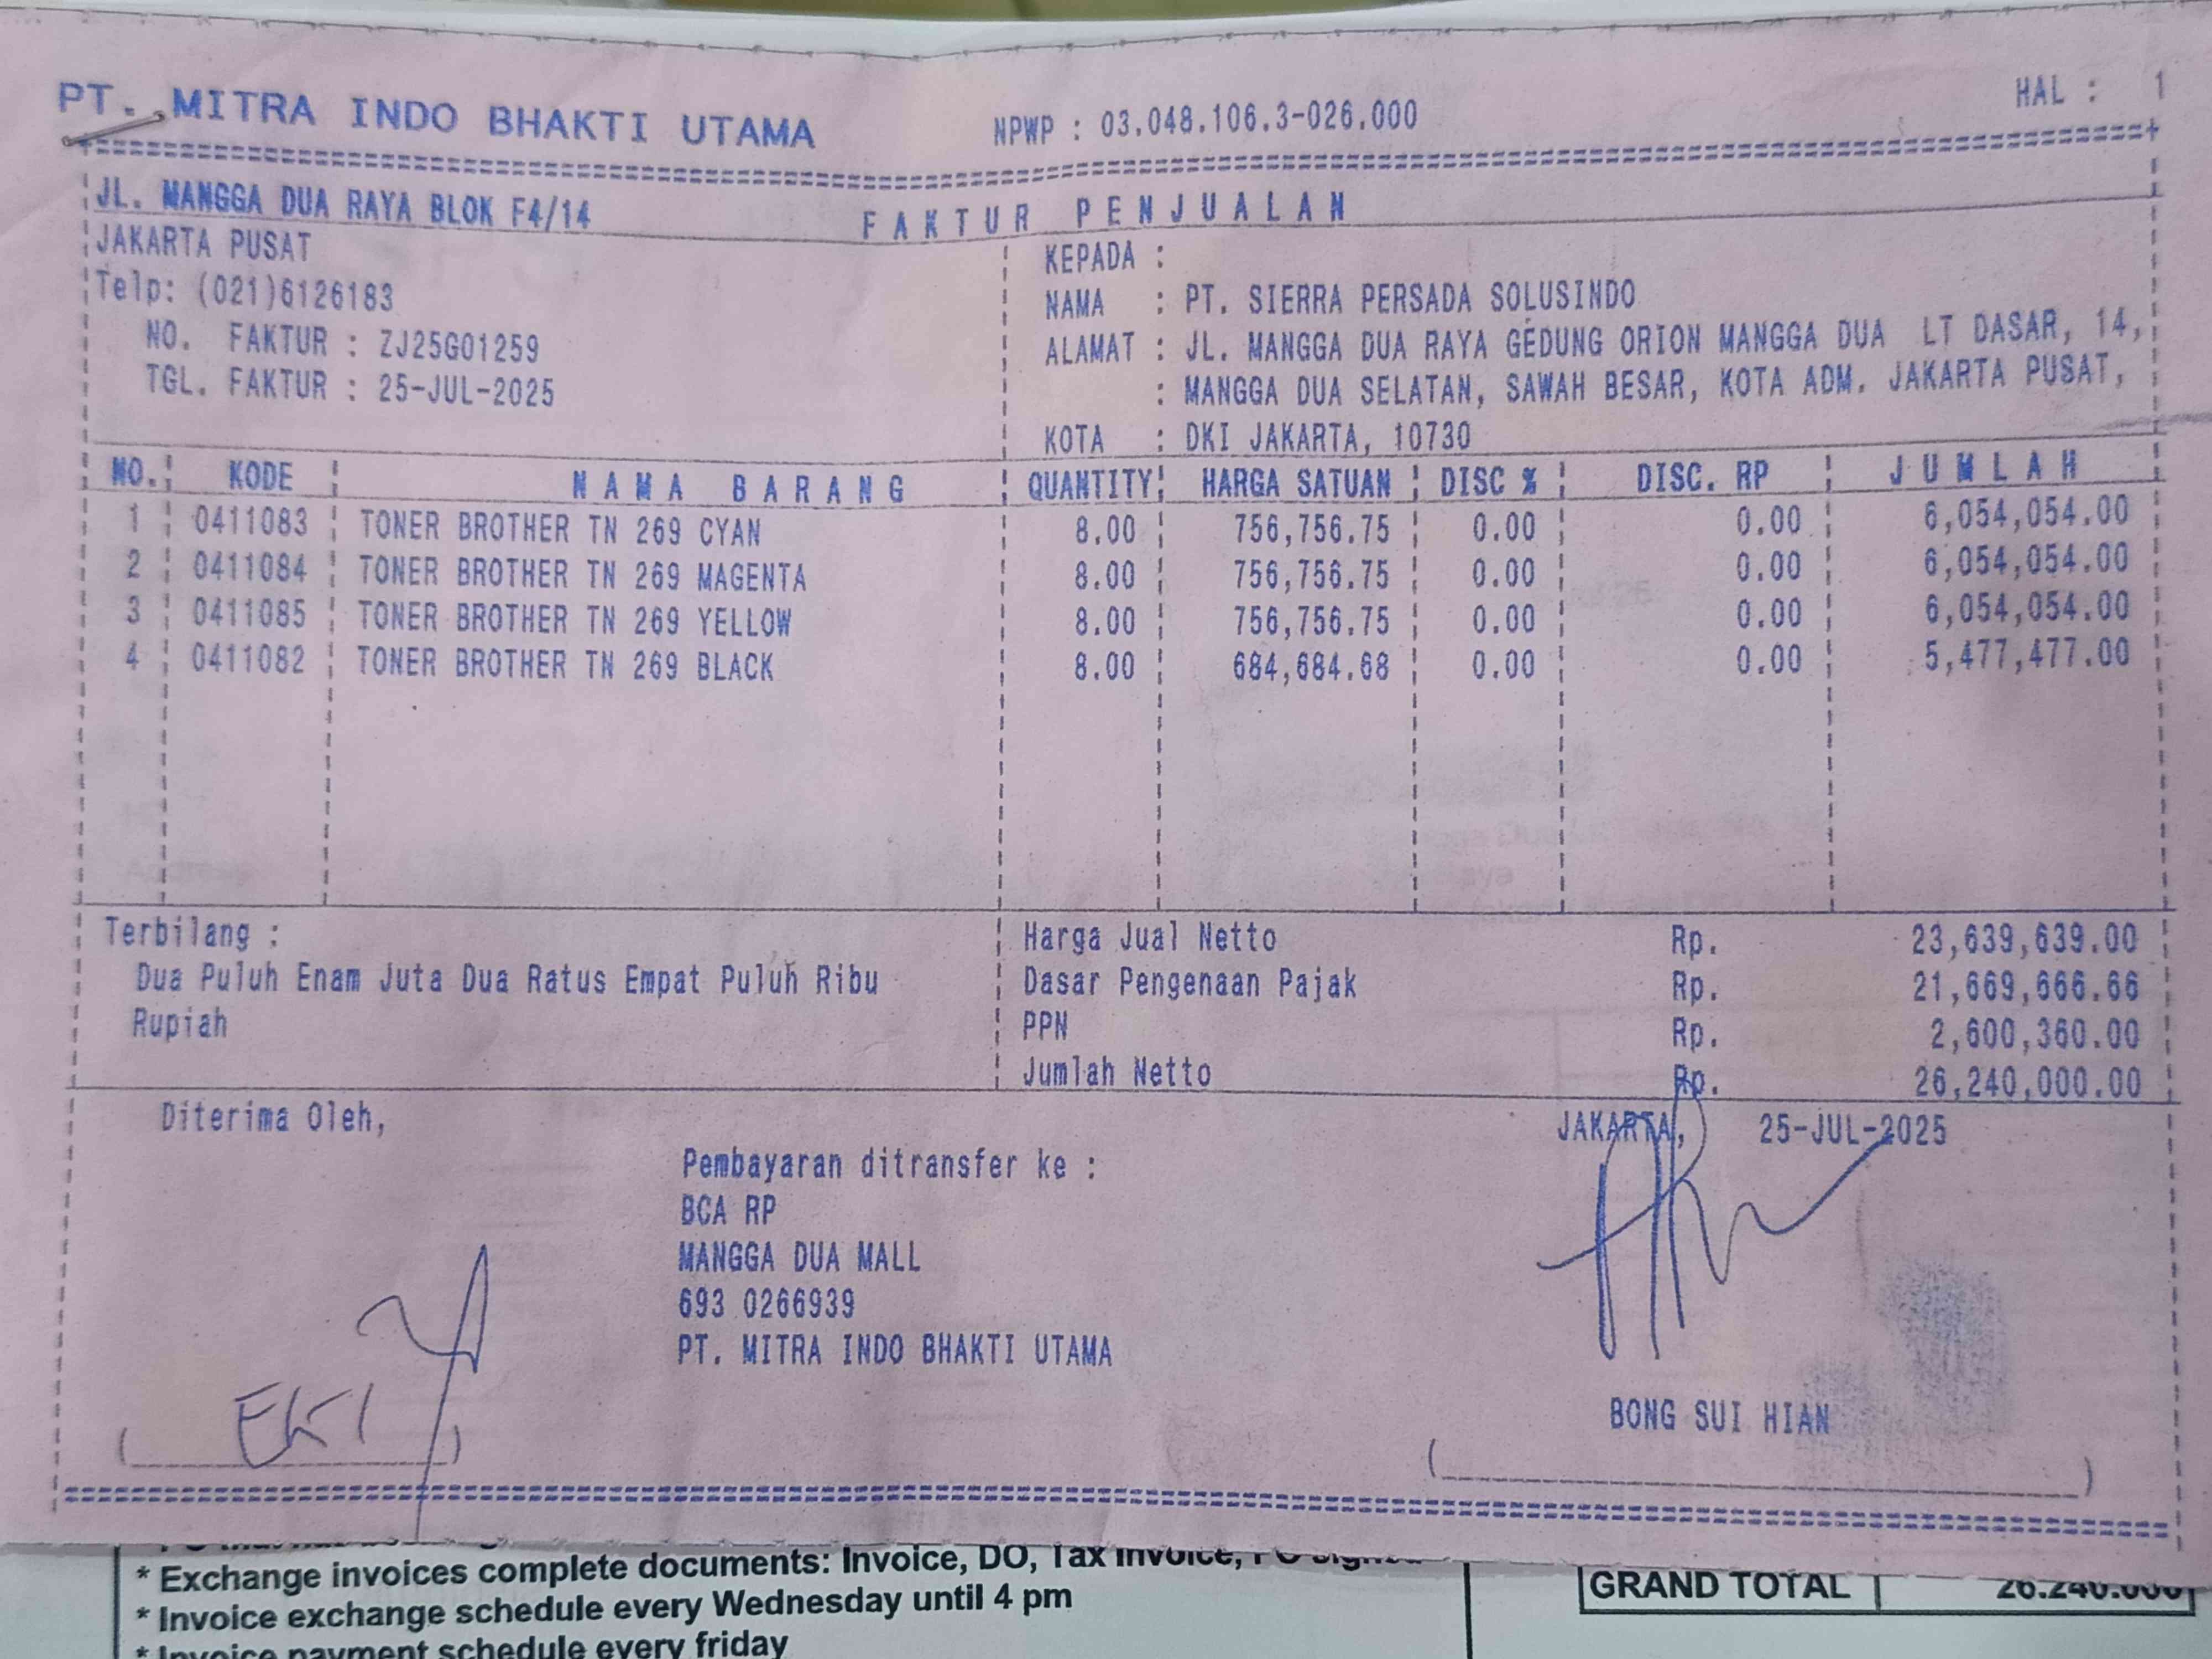 PT. MITRA INDO BHAKTI UTAMA NPWP : 03.048.106.3-026.000 HAL : 1
JL. MANGGA DUA RAYA BLOK F4/14 FAKTUR PENJUALAN
JAKARTA PUSAT
Telp: (021)6126183
NO. FAKTUR : ZJ25G01259
TGL. FAKTUR : 25-JUL-2025
KEPADA :
NAMA : PT. SIERRA PERSADA SOLUSINDO
ALAMAT : JL. MANGGA DUA RAYA GEDUNG ORION MANGGA DUA LT DASAR, 14,
: MANGGA DUA SELATAN, SAWAH BESAR, KOTA ADM. JAKARTA PUSAT,
KOTA : DKI JAKARTA, 10730
NO. KODE NAMA BARANG QUANTITY HARGA SATUAN DISC % DISC. RP JUMLAH
1 0411083 TONER BROTHER TN 269 CYAN 8.00 756,756.75 0.00 0.00 6,054,054.00
2 0411084 TONER BROTHER TN 269 MAGENTA 8.00 756,756.75 0.00 0.00 6,054,054.00
3 0411085 TONER BROTHER TN 269 YELLOW 8.00 756,756.75 0.00 0.00 6,054,054.00
4 0411082 TONER BROTHER TN 269 BLACK 8.00 684,684.68 0.00 0.00 5,477,477.00
Terbilang :
Dua Puluh Enam Juta Dua Ratus Empat Puluh Ribu
Rupiah
Harga Jual Netto Rp. 23,639,639.00
Dasar Pengenaan Pajak Rp. 21,669,666.66
PPN Rp. 2,600,360.00
Jumlah Netto Rp. 26,240,000.00
Diterima Oleh,
JAKARTA, 25-JUL-2025
Pembayaran ditransfer ke :
BCA RP
MANGGA DUA MALL
693 0266939
PT. MITRA INDO BHAKTI UTAMA
EKI
BONG SUI HIAN
* Exchange invoices complete documents: Invoice, DO, Tax Invoice,
* Invoice exchange schedule every Wednesday until 4 pm
* Invoice payment schedule every friday
GRAND TOTAL 26.240.000